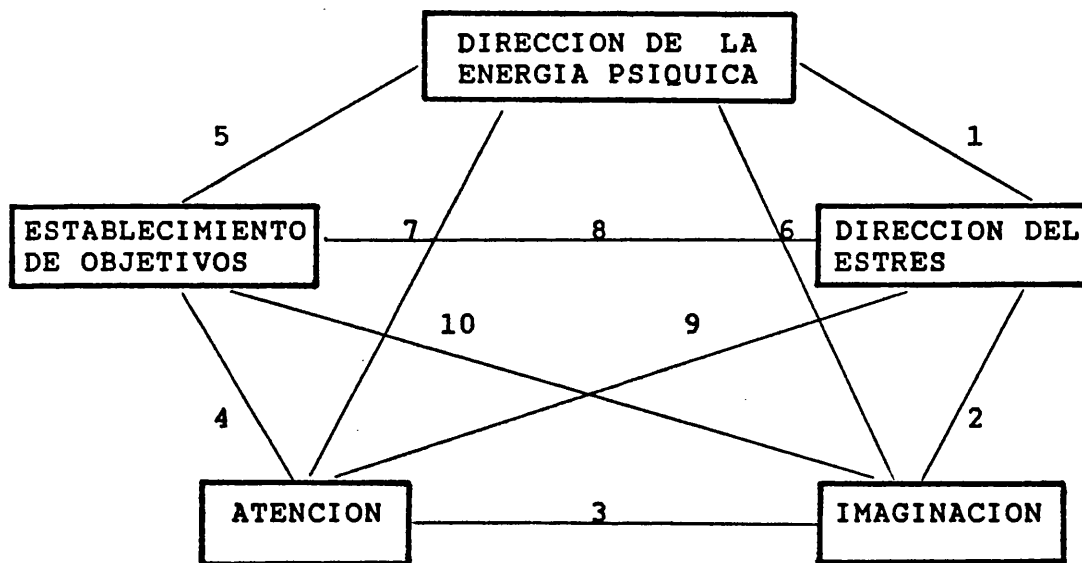 DIRECCION DE LA
ENERGIA PSIQUICA
5
1
ESTABLECIMIENTO
DE OBJETIVOS
7
8
6
DIRECCION DEL
ESTRES
10
9
4
2
ATENCION
3
IMAGINACION